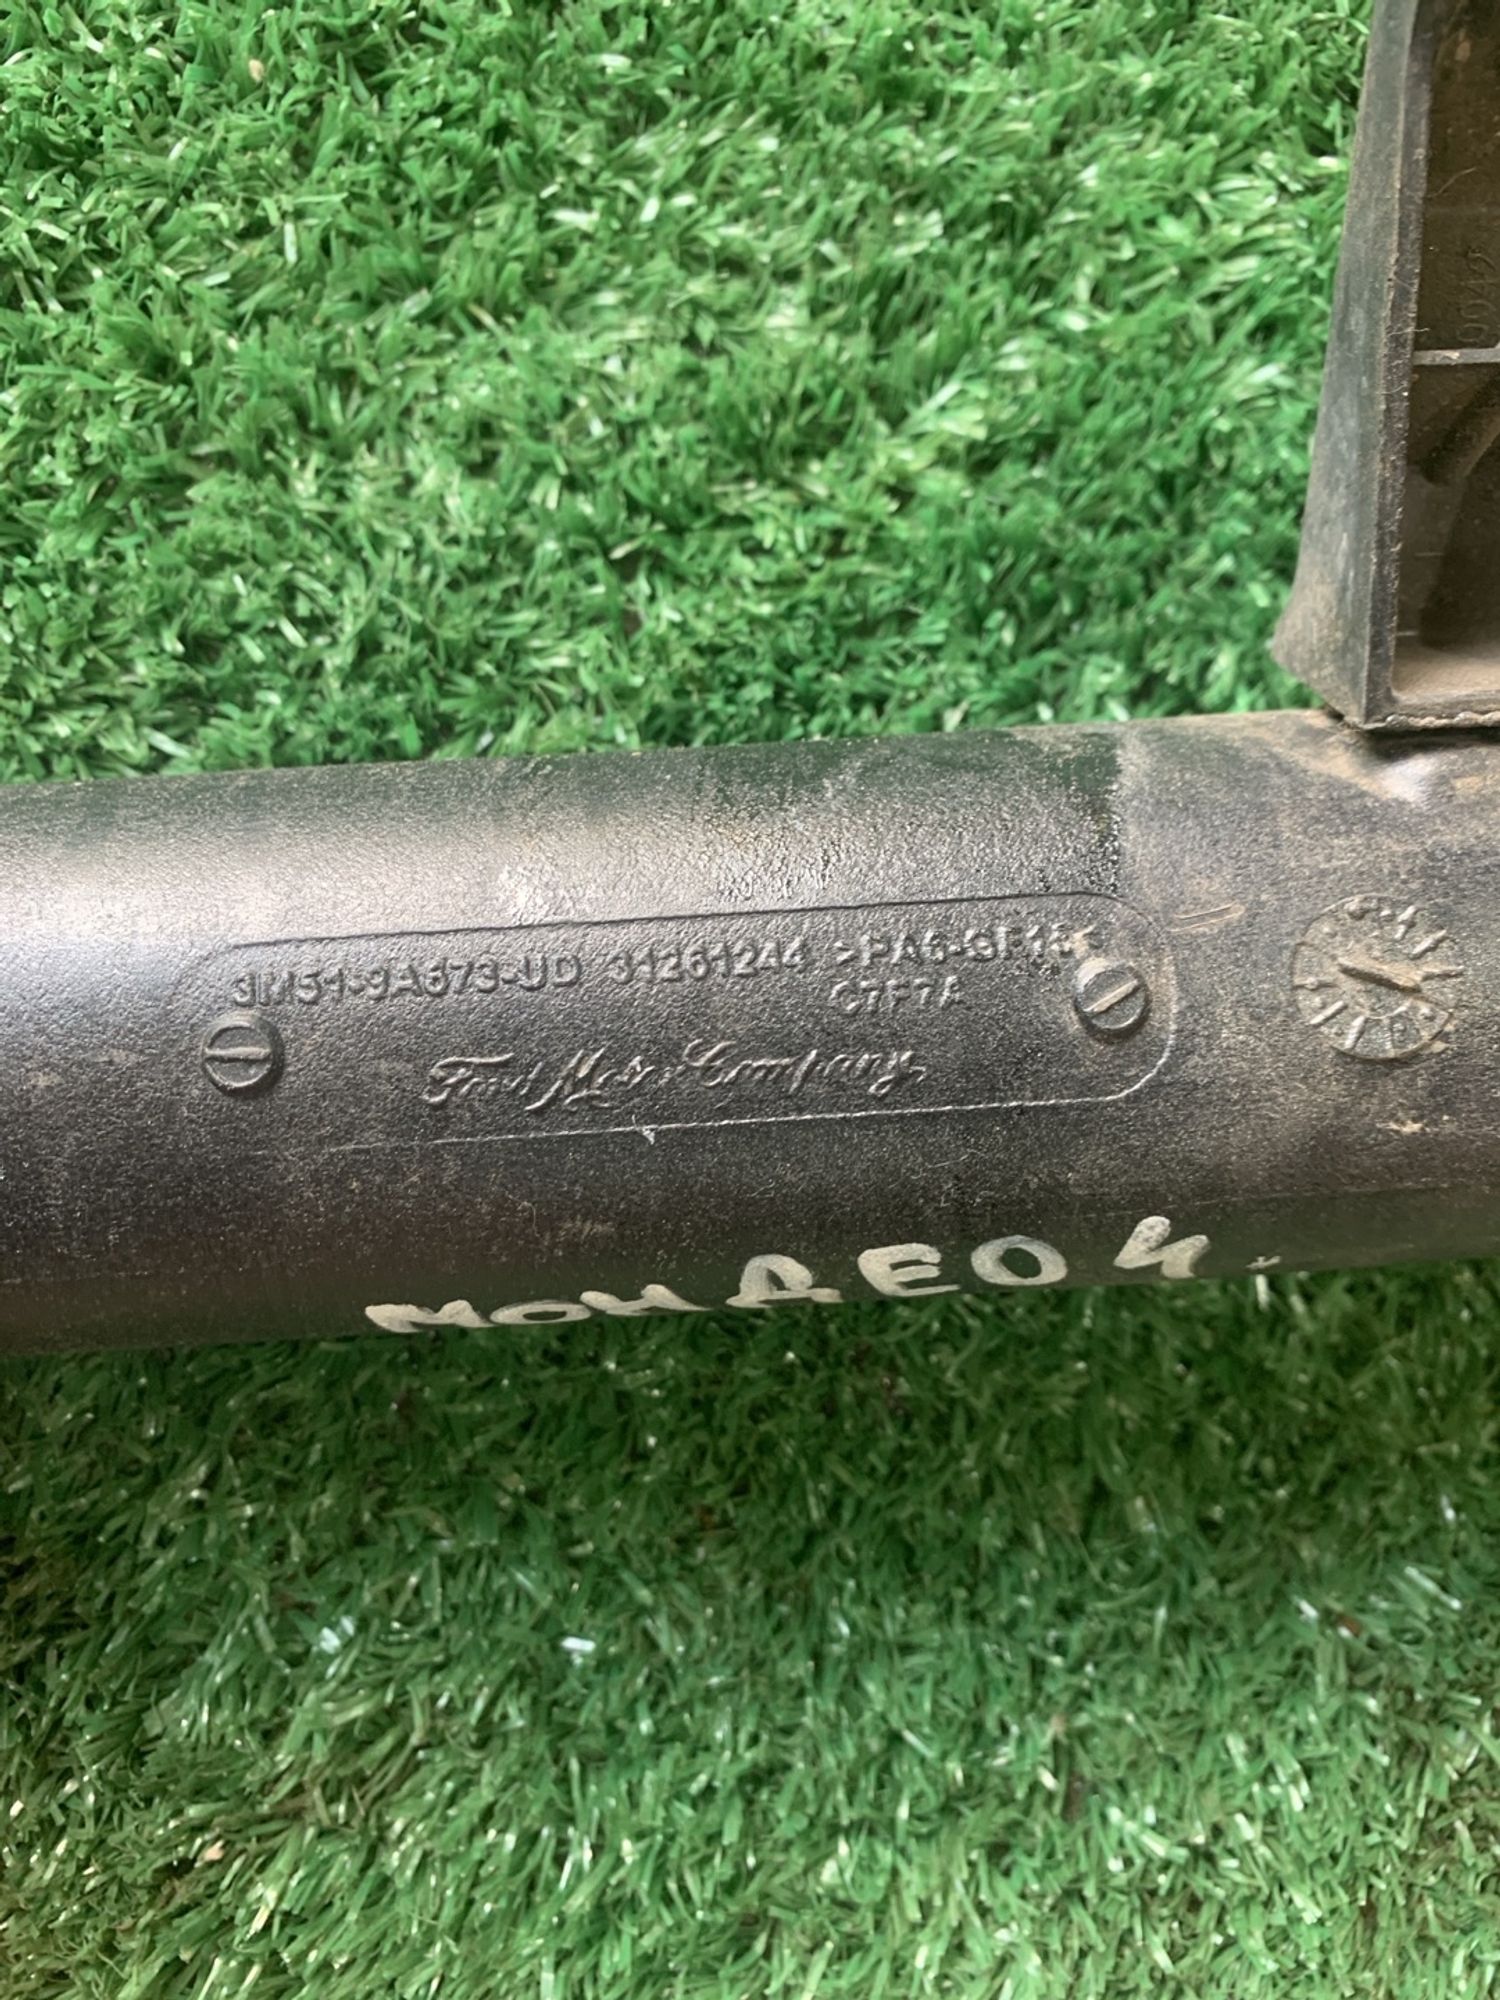 3M51-9A673-UD 31261244 >PA6-GF15<
C7F7A
Ford Motor Company
МОНДЕО 4